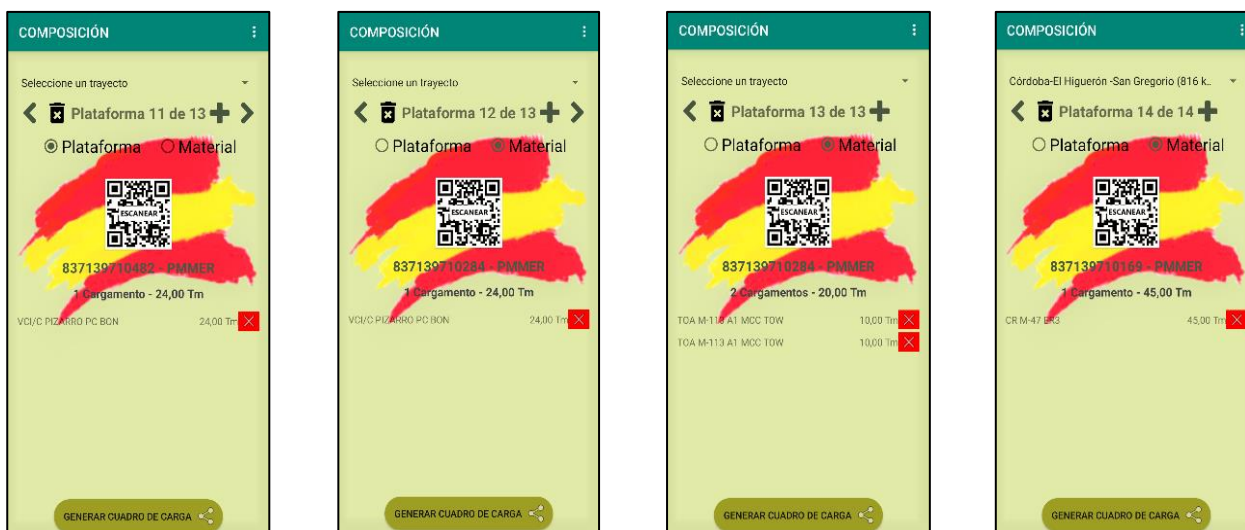 COMPOSICIÓN
Seleccione un trayecto
Plataforma 11 de 13
Plataforma Material
ESCANEAR
837139710482 - PMMER
1 Cargamento - 24,00 Tm
VCI/C PIZARRO PC BON 24,00 Tm
GENERAR CUADRO DE CARGA
COMPOSICIÓN
Seleccione un trayecto
Plataforma 12 de 13
Plataforma Material
ESCANEAR
837139710284 - PMMER
1 Cargamento - 24,00 Tm
VCI/C PIZARRO PC BON 24,00 Tm
GENERAR CUADRO DE CARGA
COMPOSICIÓN
Seleccione un trayecto
Plataforma 13 de 13
Plataforma Material
ESCANEAR
837139710284 - PMMER
2 Cargamentos - 20,00 Tm
TOA M-113 A1 MCC TOW 10,00 Tm
TOA M-113 A1 MCC TOW 10,00 Tm
GENERAR CUADRO DE CARGA
COMPOSICIÓN
Córdoba-El Higuerón -San Gregorio (816 k..
Plataforma 14 de 14
Plataforma Material
ESCANEAR
837139710169 - PMMER
1 Cargamento - 45,00 Tm
CR M-47 ER3 45,00 Tm
GENERAR CUADRO DE CARGA